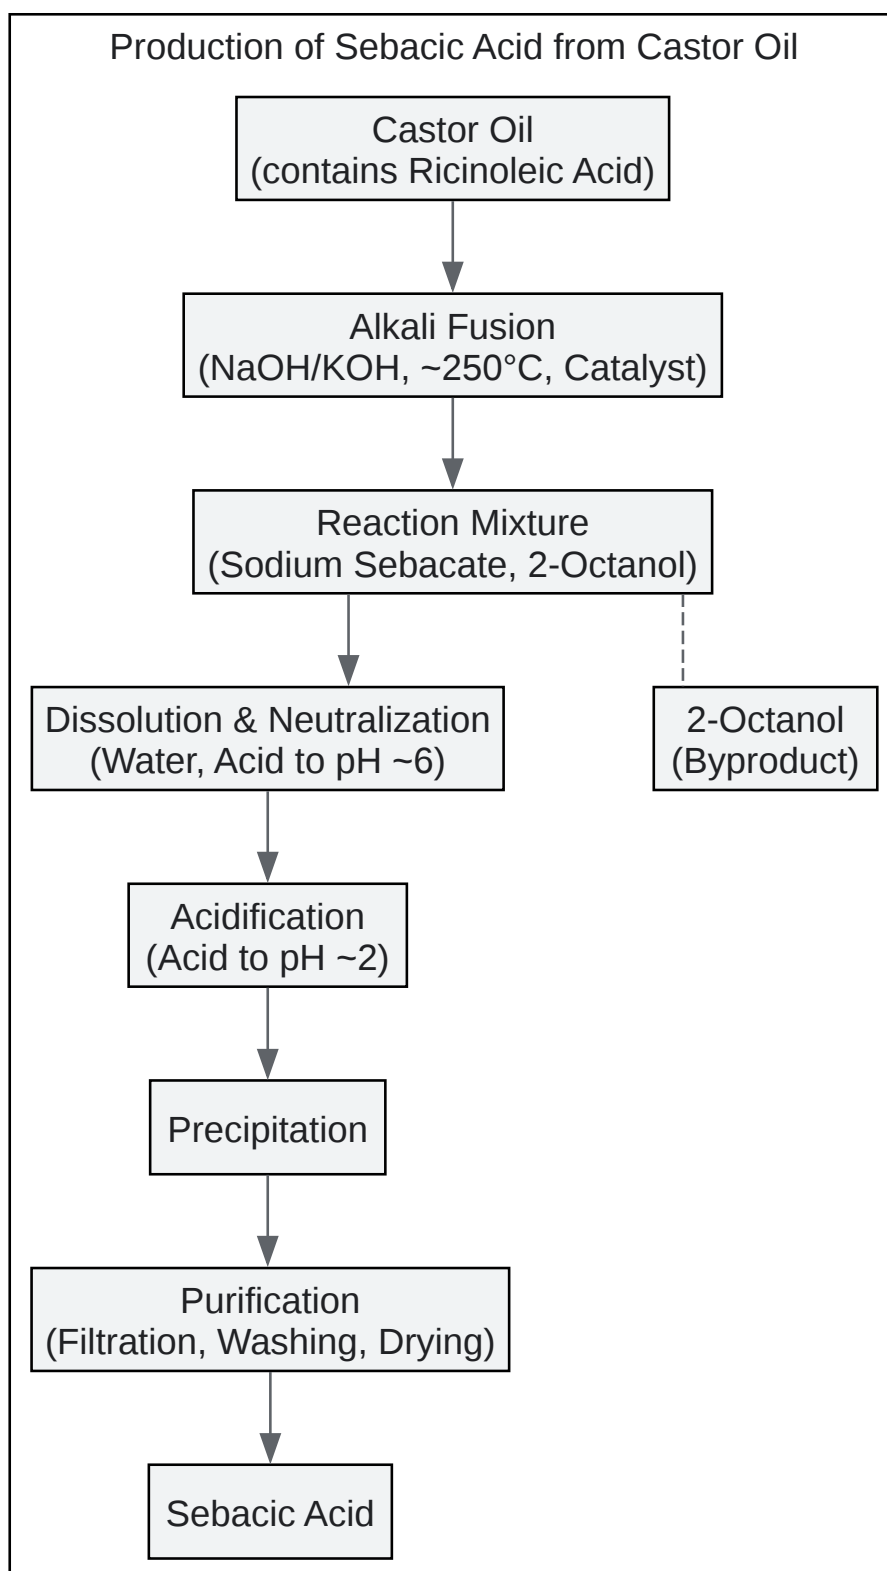 Production of Sebacic Acid from Castor Oil
Castor Oil
(contains Ricinoleic Acid)
Alkali Fusion
(NaOH/KOH, ~250°C, Catalyst)
Reaction Mixture
(Sodium Sebacate, 2-Octanol)
Dissolution & Neutralization
(Water, Acid to pH ~6)
2-Octanol
(Byproduct)
Acidification
(Acid to pH ~2)
Precipitation
Purification
(Filtration, Washing, Drying)
Sebacic Acid